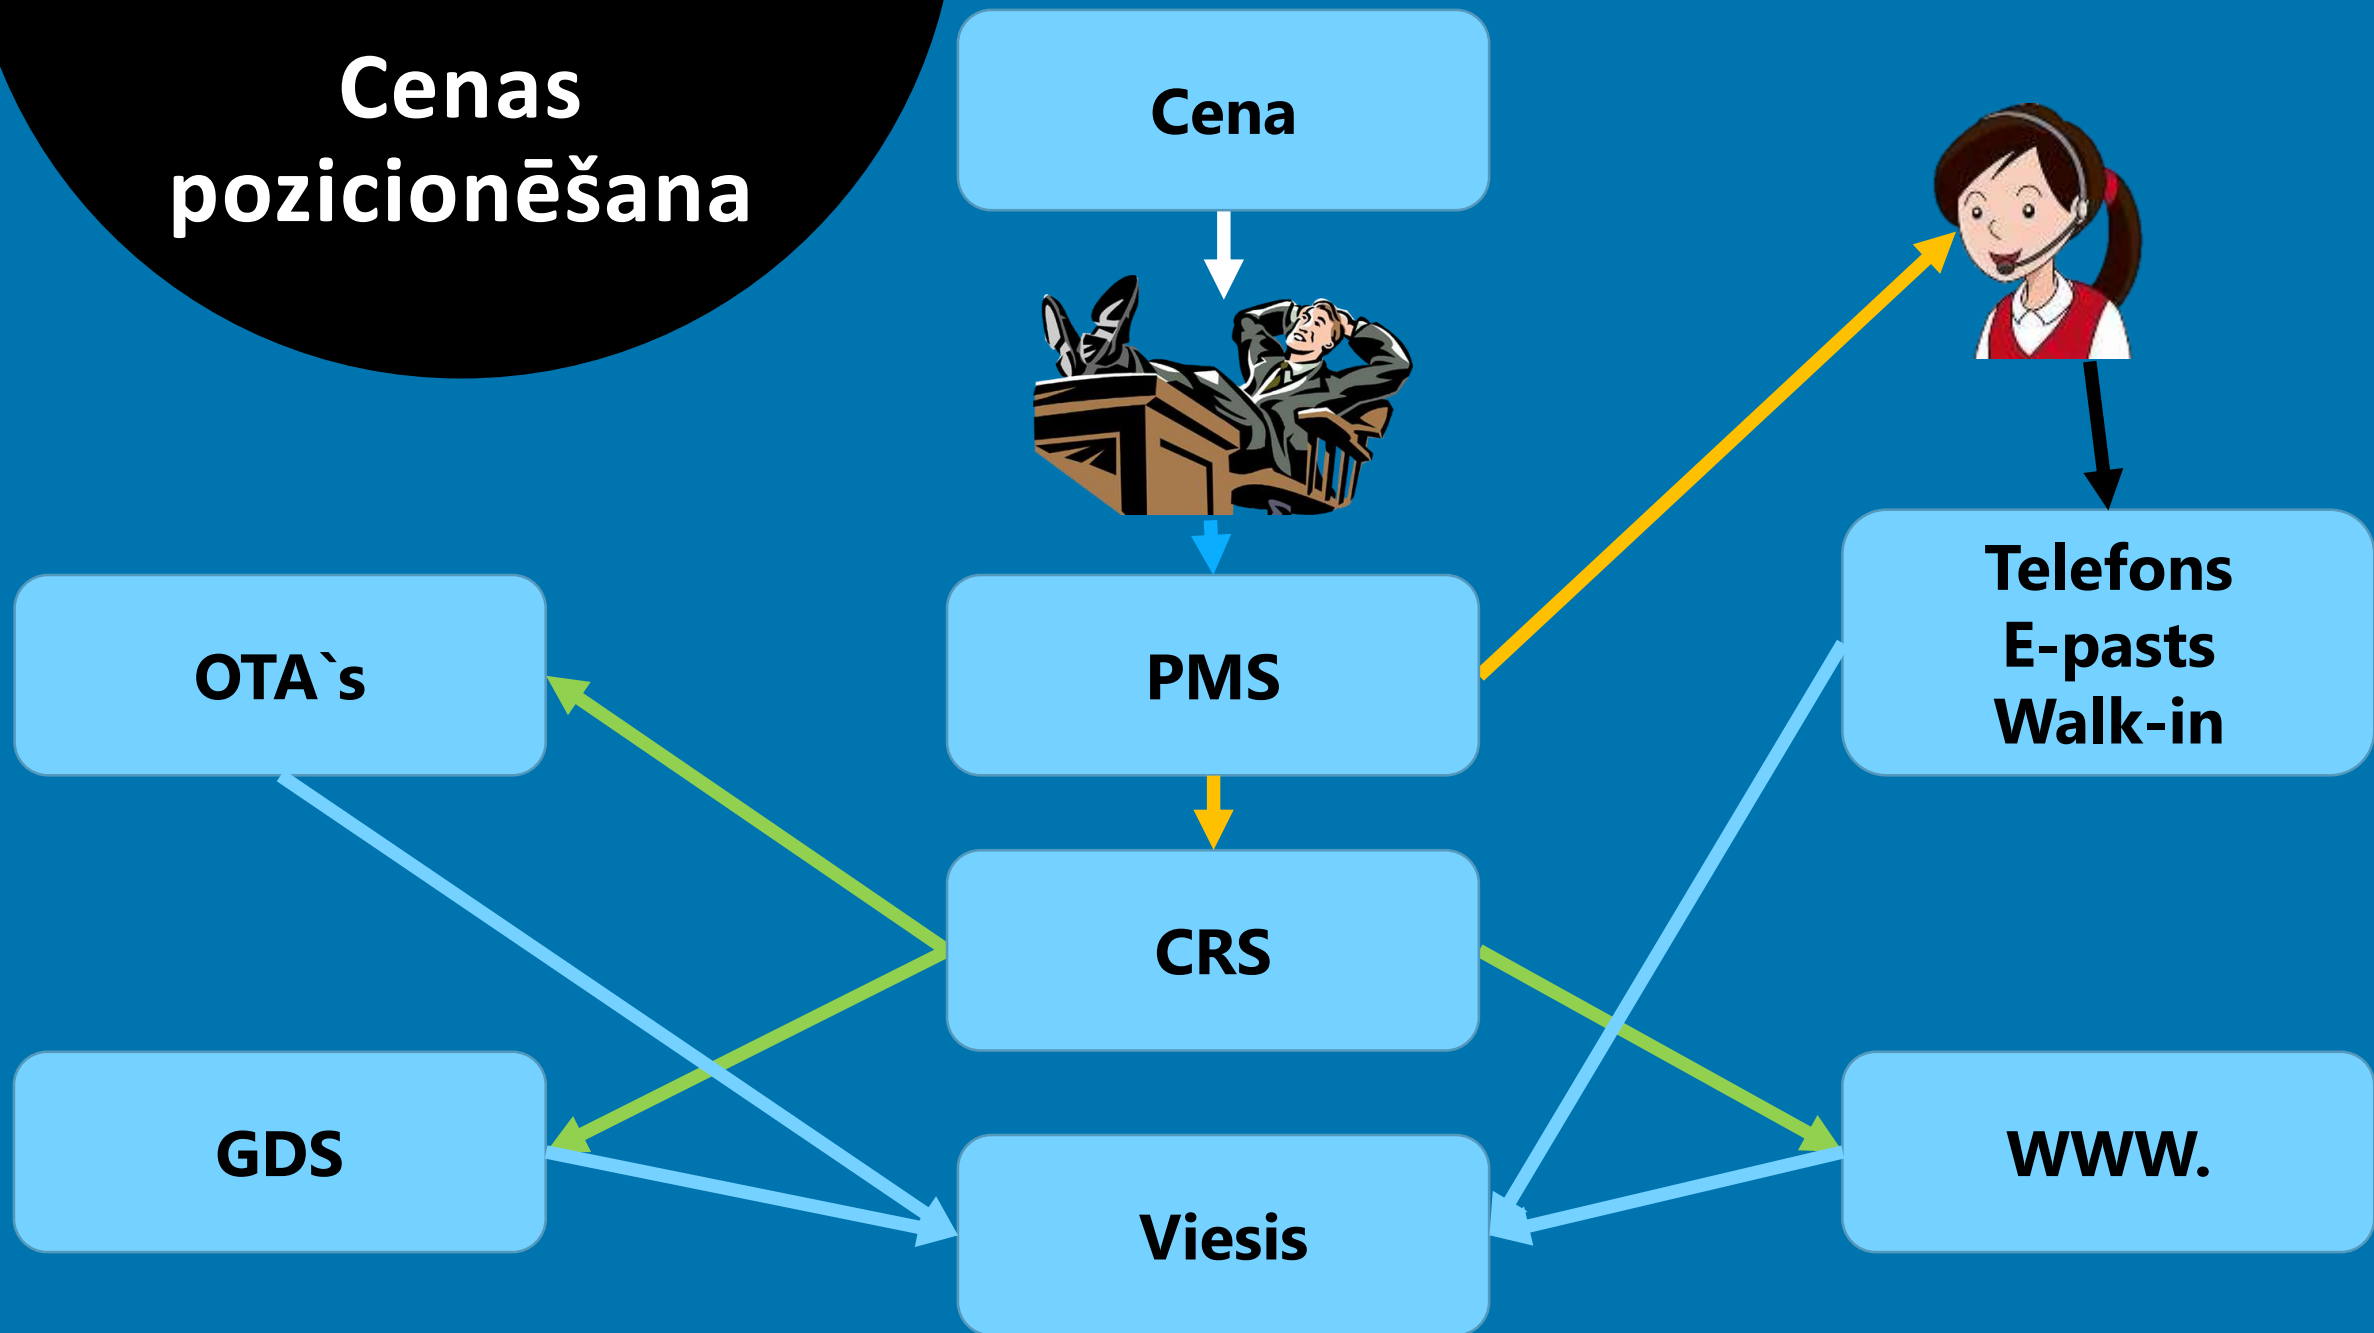 Cenas
pozicionēšana
Cena
Telefons
E-pasts
Walk-in
OTA`s
PMS
CRS
GDS
WWW.
Viesis